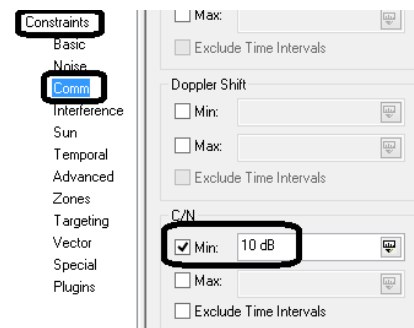 Constraints
Basic
Noise
Comm
Interference
Sun
Temporal
Advanced
Zones
Targeting
Vector
Special
Plugins
Max:
Exclude Time Intervals
Doppler Shift
Min:
Max:
Exclude Time Intervals
C/N
Min: 10 dB
Max:
Exclude Time Intervals